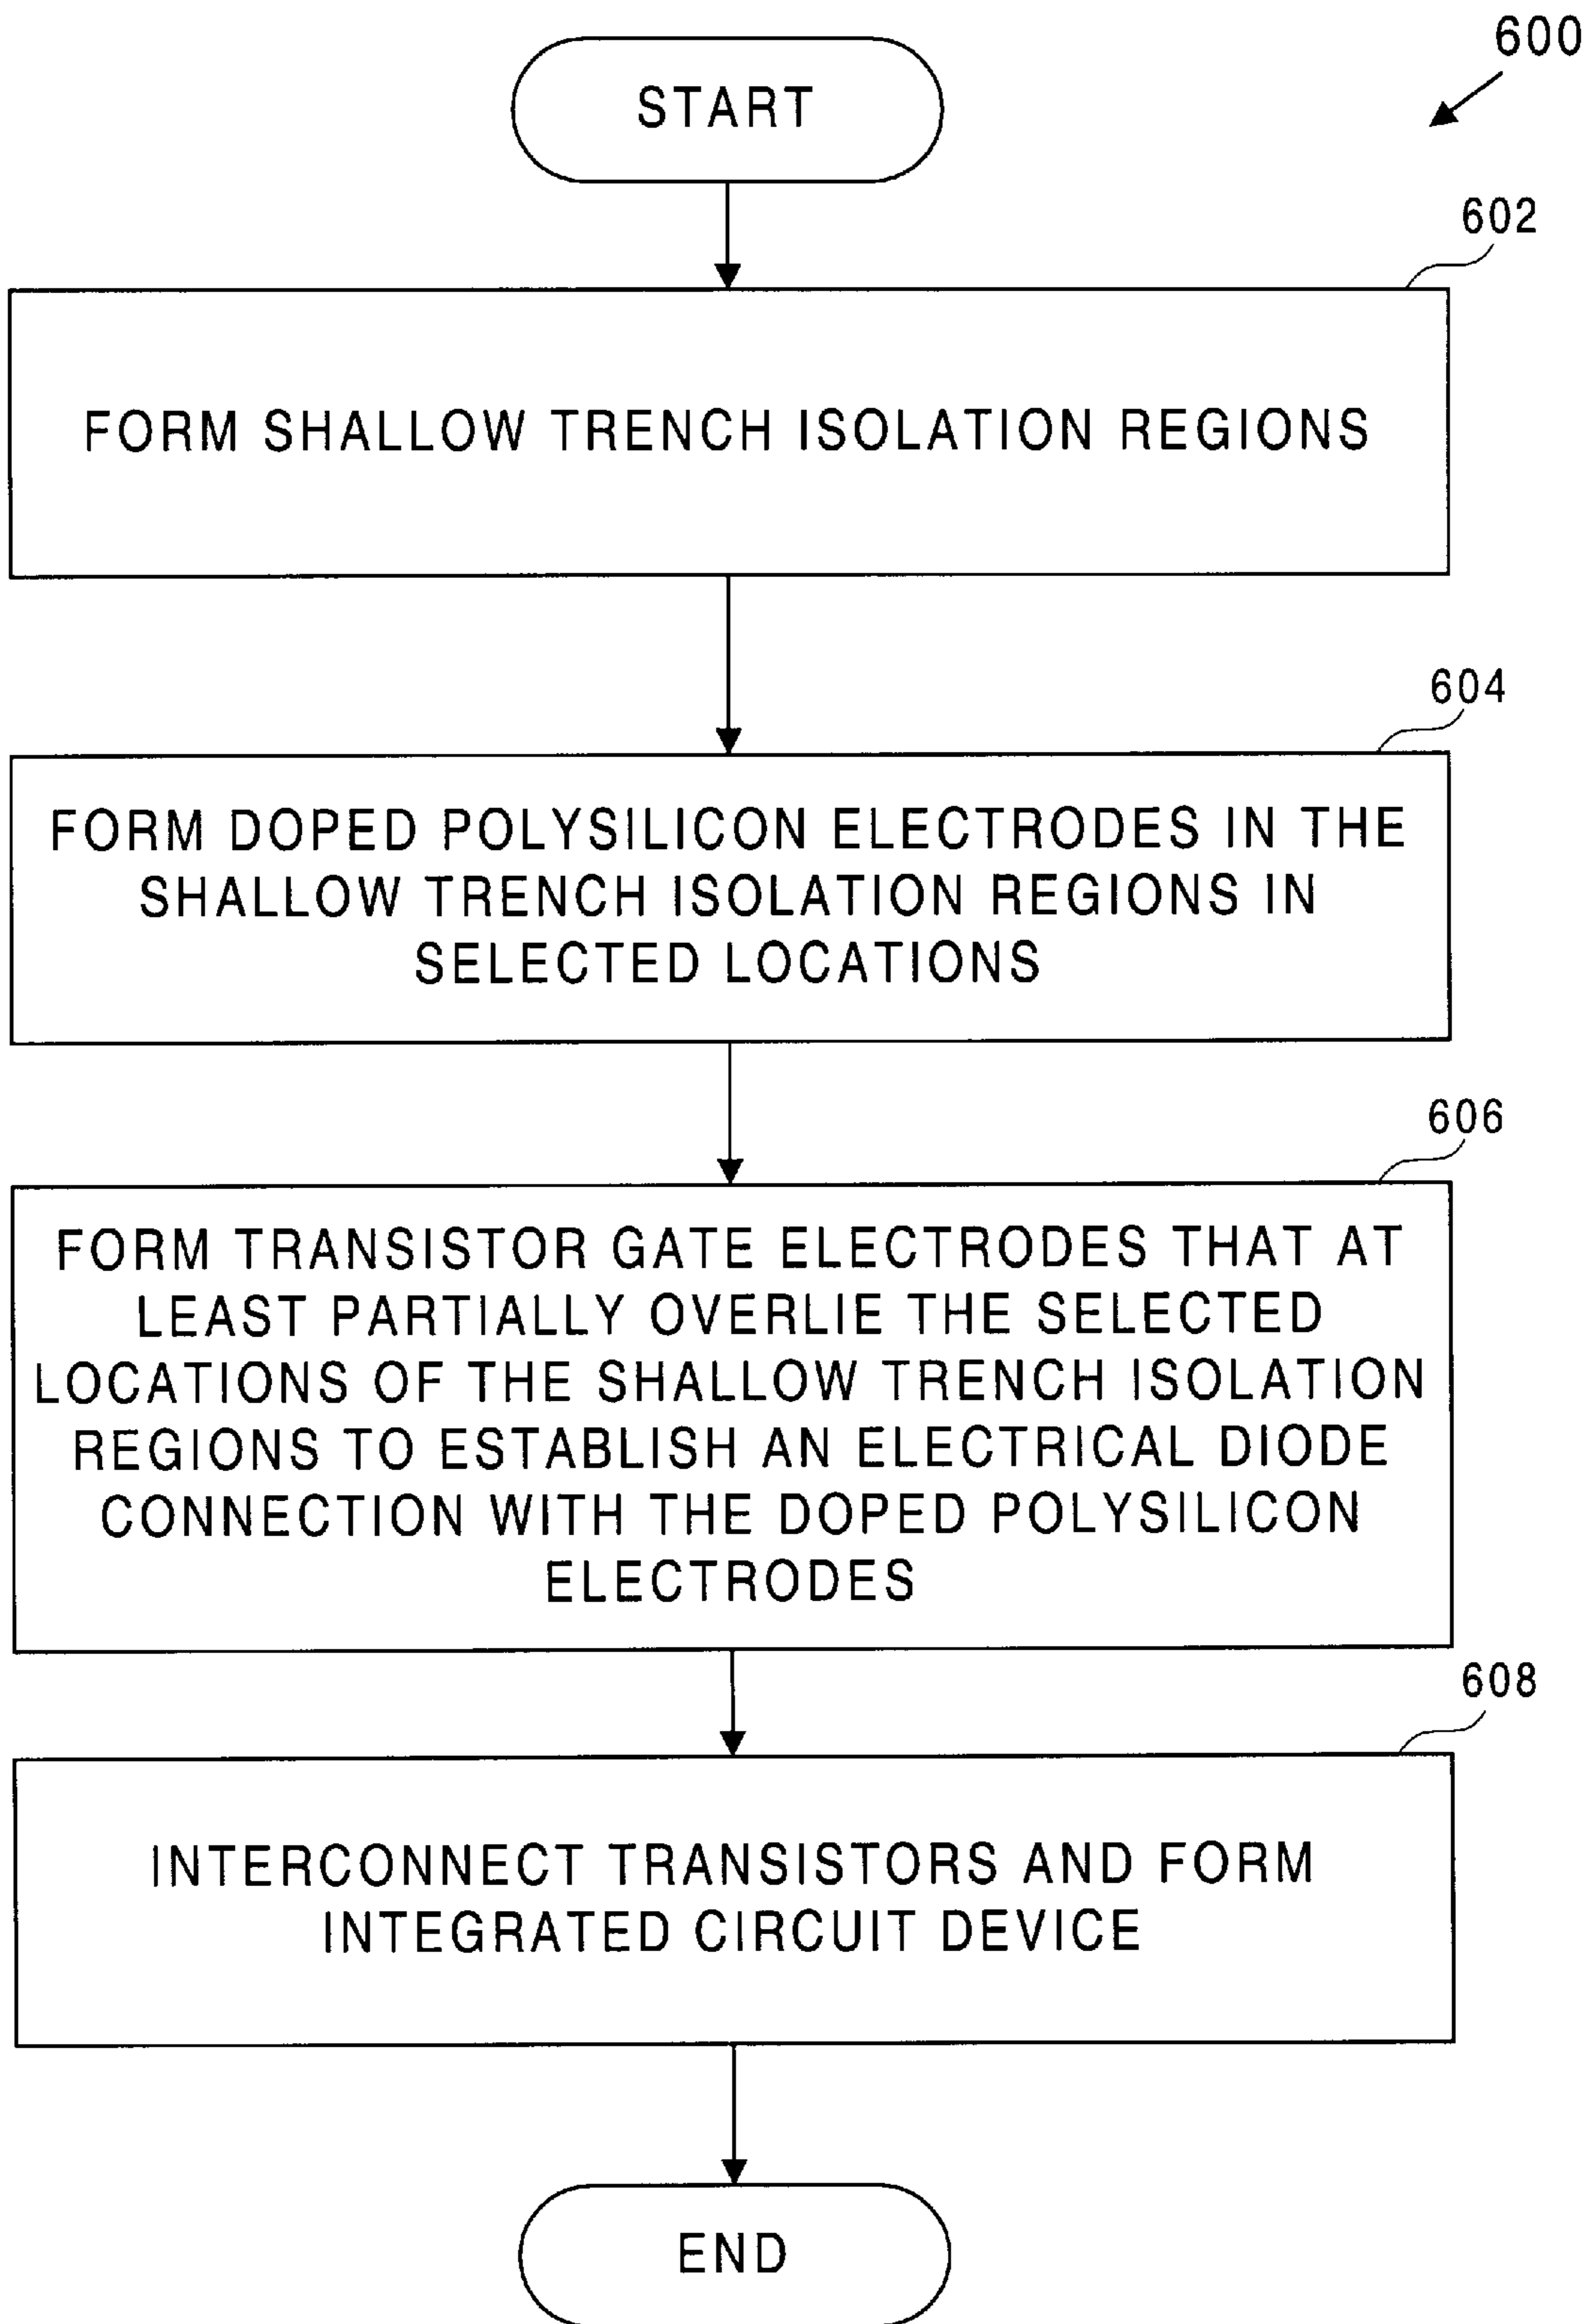 600
START
602
FORM SHALLOW TRENCH ISOLATION REGIONS
604
FORM DOPED POLYSILICON ELECTRODES IN THE
SHALLOW TRENCH ISOLATION REGIONS IN
SELECTED LOCATIONS
606
FORM TRANSISTOR GATE ELECTRODES THAT AT
LEAST PARTIALLY OVERLIE THE SELECTED
LOCATIONS OF THE SHALLOW TRENCH ISOLATION
REGIONS TO ESTABLISH AN ELECTRICAL DIODE
CONNECTION WITH THE DOPED POLYSILICON
ELECTRODES
608
INTERCONNECT TRANSISTORS AND FORM
INTEGRATED CIRCUIT DEVICE
END